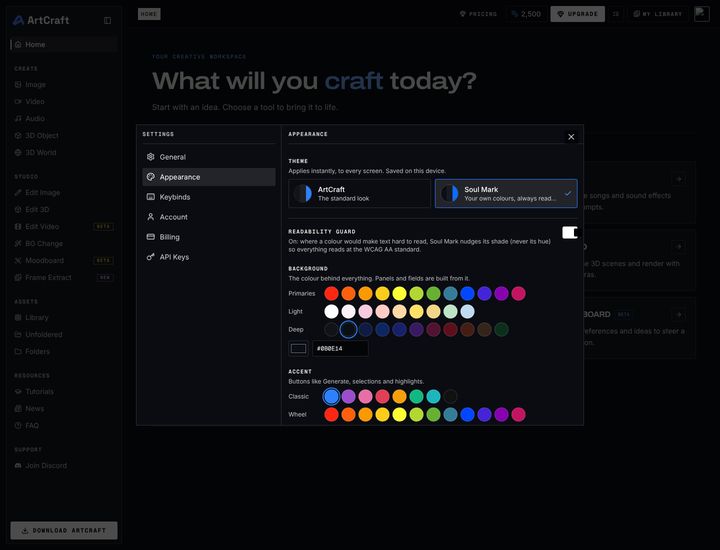 ArtCraft
HOME
PRICING
2,500
UPGRADE
MY LIBRARY
Home
CREATE
Image
Video
Audio
3D Object
3D World
STUDIO
Edit Image
Edit 3D
Edit Video BETA
BG Change
Moodboard BETA
Frame Extract NEW
ASSETS
Library
Unfoldered
Folders
RESOURCES
Tutorials
News
FAQ
SUPPORT
Join Discord
DOWNLOAD ARTCRAFT
YOUR CREATIVE WORKSPACE
What will you craft today?
Start with an idea. Choose a tool to bring it to life.
SETTINGS
General
Appearance
Keybinds
Account
Billing
API Keys
APPEARANCE
THEME
Applies instantly, to every screen. Saved on this device.
ArtCraft
The standard look
Soul Mark
Your own colours, always read...
READABILITY GUARD
On: where a colour would make text hard to read, Soul Mark nudges its shade (never its hue)
so everything reads at the WCAG AA standard.
BACKGROUND
The colour behind everything. Panels and fields are built from it.
Primaries
Light
Deep
#0B0E14
ACCENT
Buttons like Generate, selections and highlights.
Classic
Wheel
e songs and sound effects
mpts.
D
e 3D scenes and render with
ras.
BOARD BETA
eferences and ideas to steer a
on.